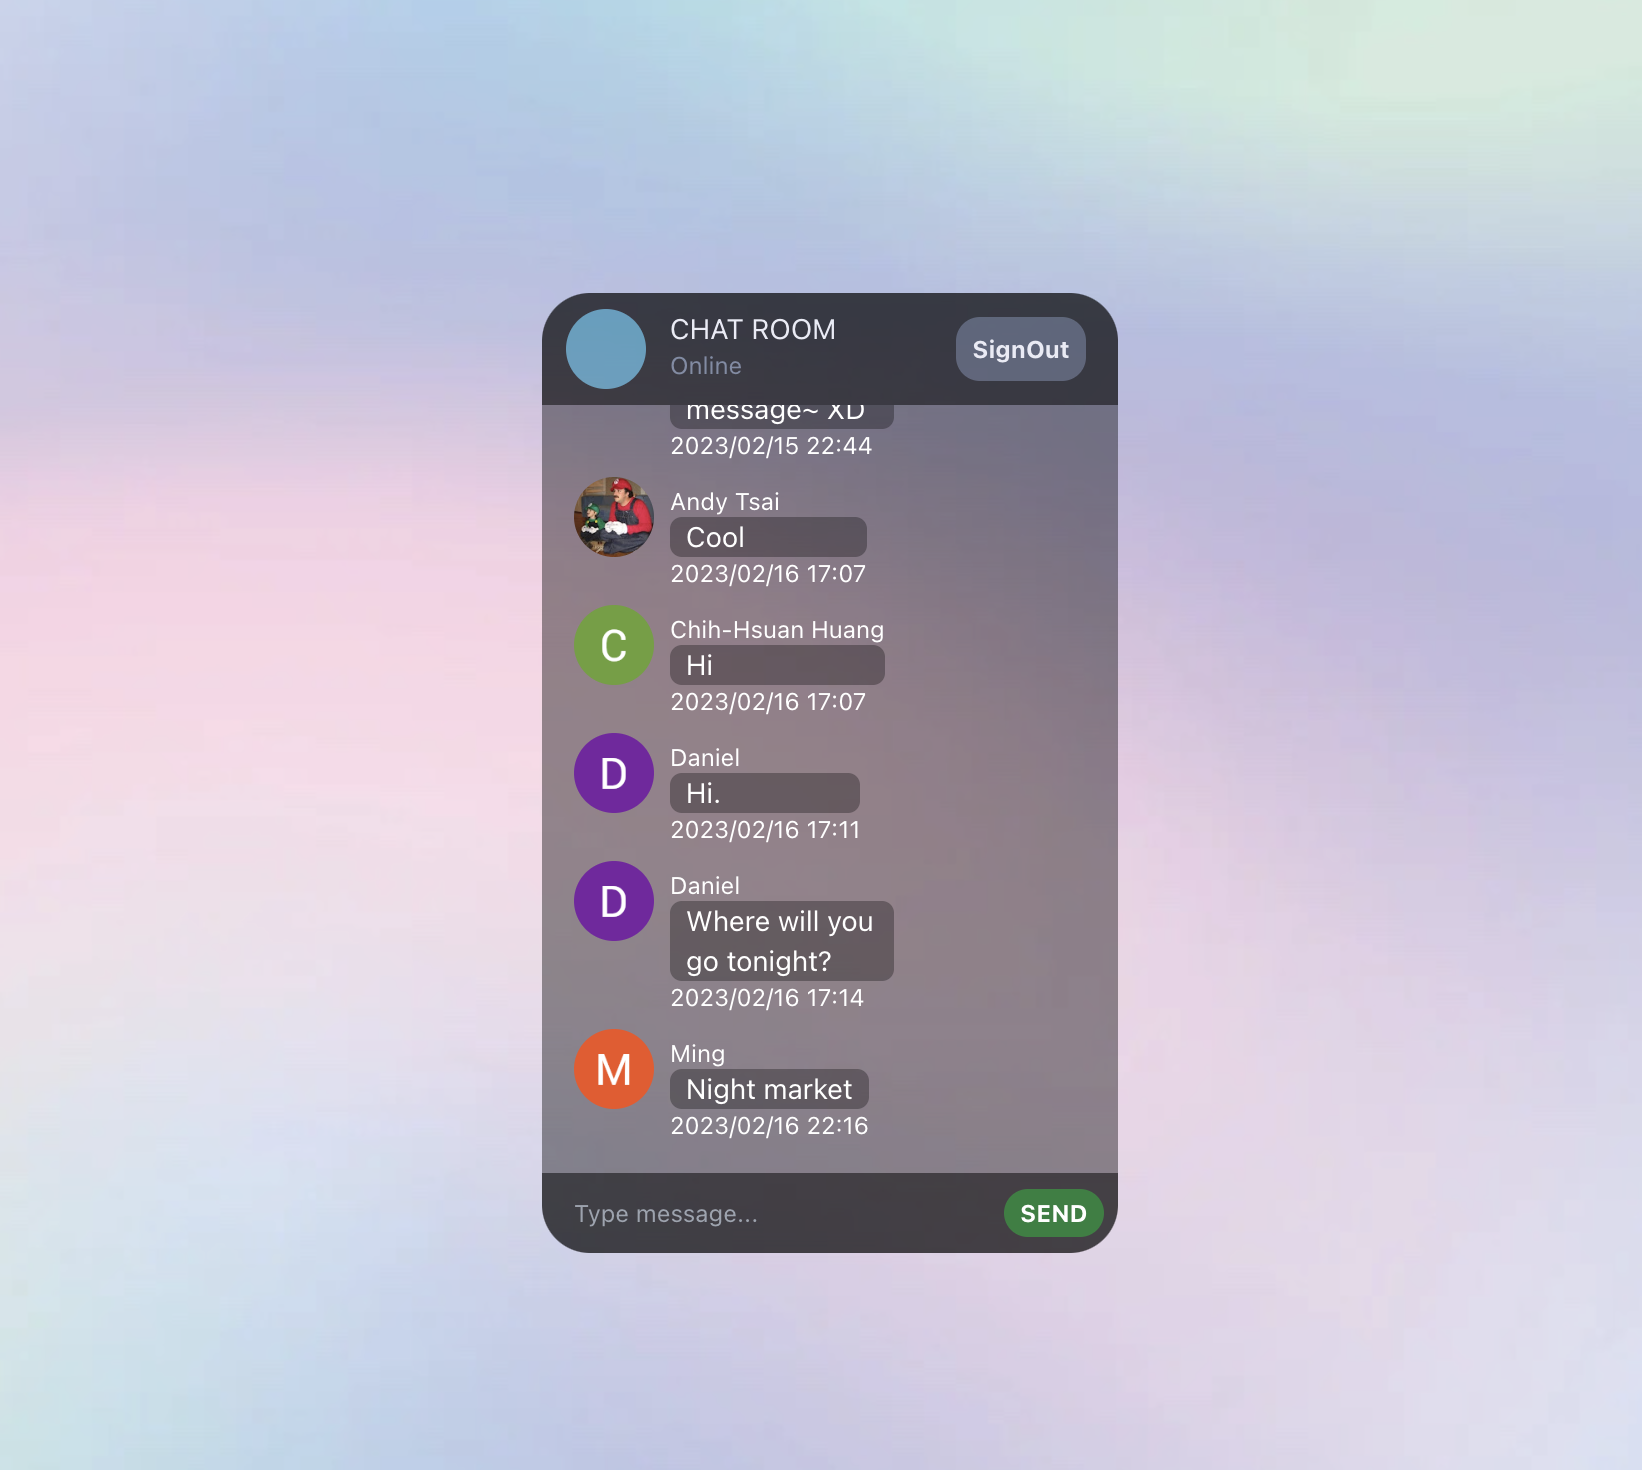 CHAT ROOM
Online
SignOut
message~ XD
2023/02/15 22:44
Andy Tsai
Cool
2023/02/16 17:07
C
Chih-Hsuan Huang
Hi
2023/02/16 17:07
D
Daniel
Hi.
2023/02/16 17:11
D
Daniel
Where will you
go tonight?
2023/02/16 17:14
M
Ming
Night market
2023/02/16 22:16
Type message...
SEND